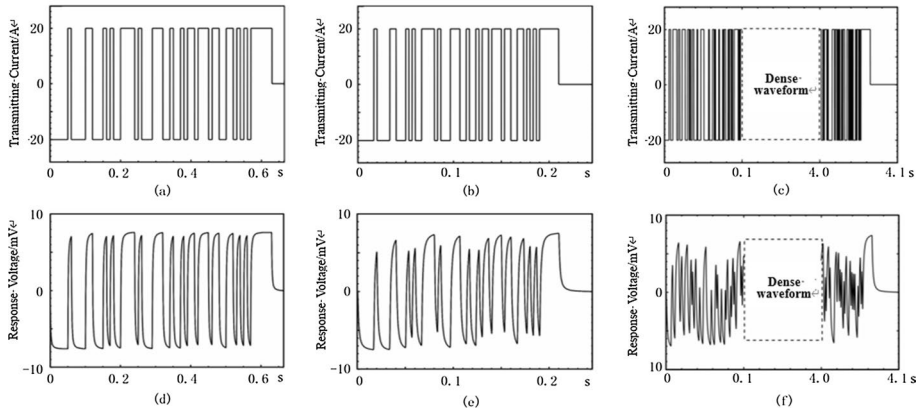 Transmitting·Current/A↵
20
0
-20
0
0.2
0.4
0.6
s
(a)
Transmitting·Current/A↵
20
0
-20
0
0.1
0.2
s
(b)
Transmitting·Current/A↵
20
0
-20
Dense·
waveform↵
0
0.1
4.0
4.1 s
(c)
Response·Voltage/mV↵
10
0
-10
0
0.2
0.4
0.6
s
(d)
Response·Voltage/mV↵
10
0
-10
0
0.1
0.2
s
(e)
Response·Voltage/mV↵
10
0
10
Dense·
waveform↵
0
0.1
4.0
4.1 s
(f)